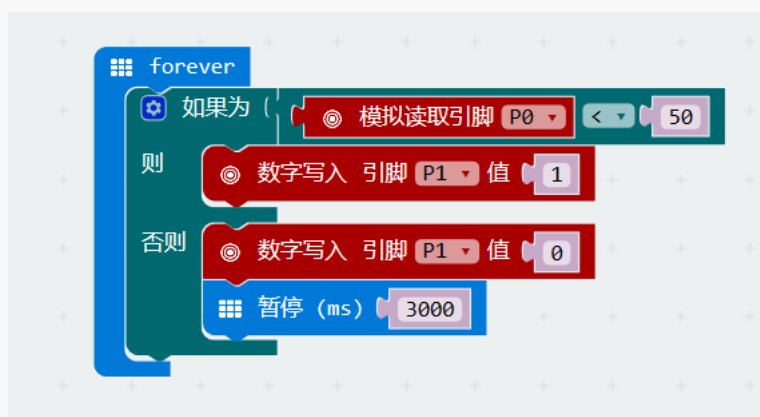 forever
如果为 ( 模拟读取引脚 P0 < 50
则 数字写入 引脚 P1 值 1
否则 数字写入 引脚 P1 值 0
暂停 (ms) 3000